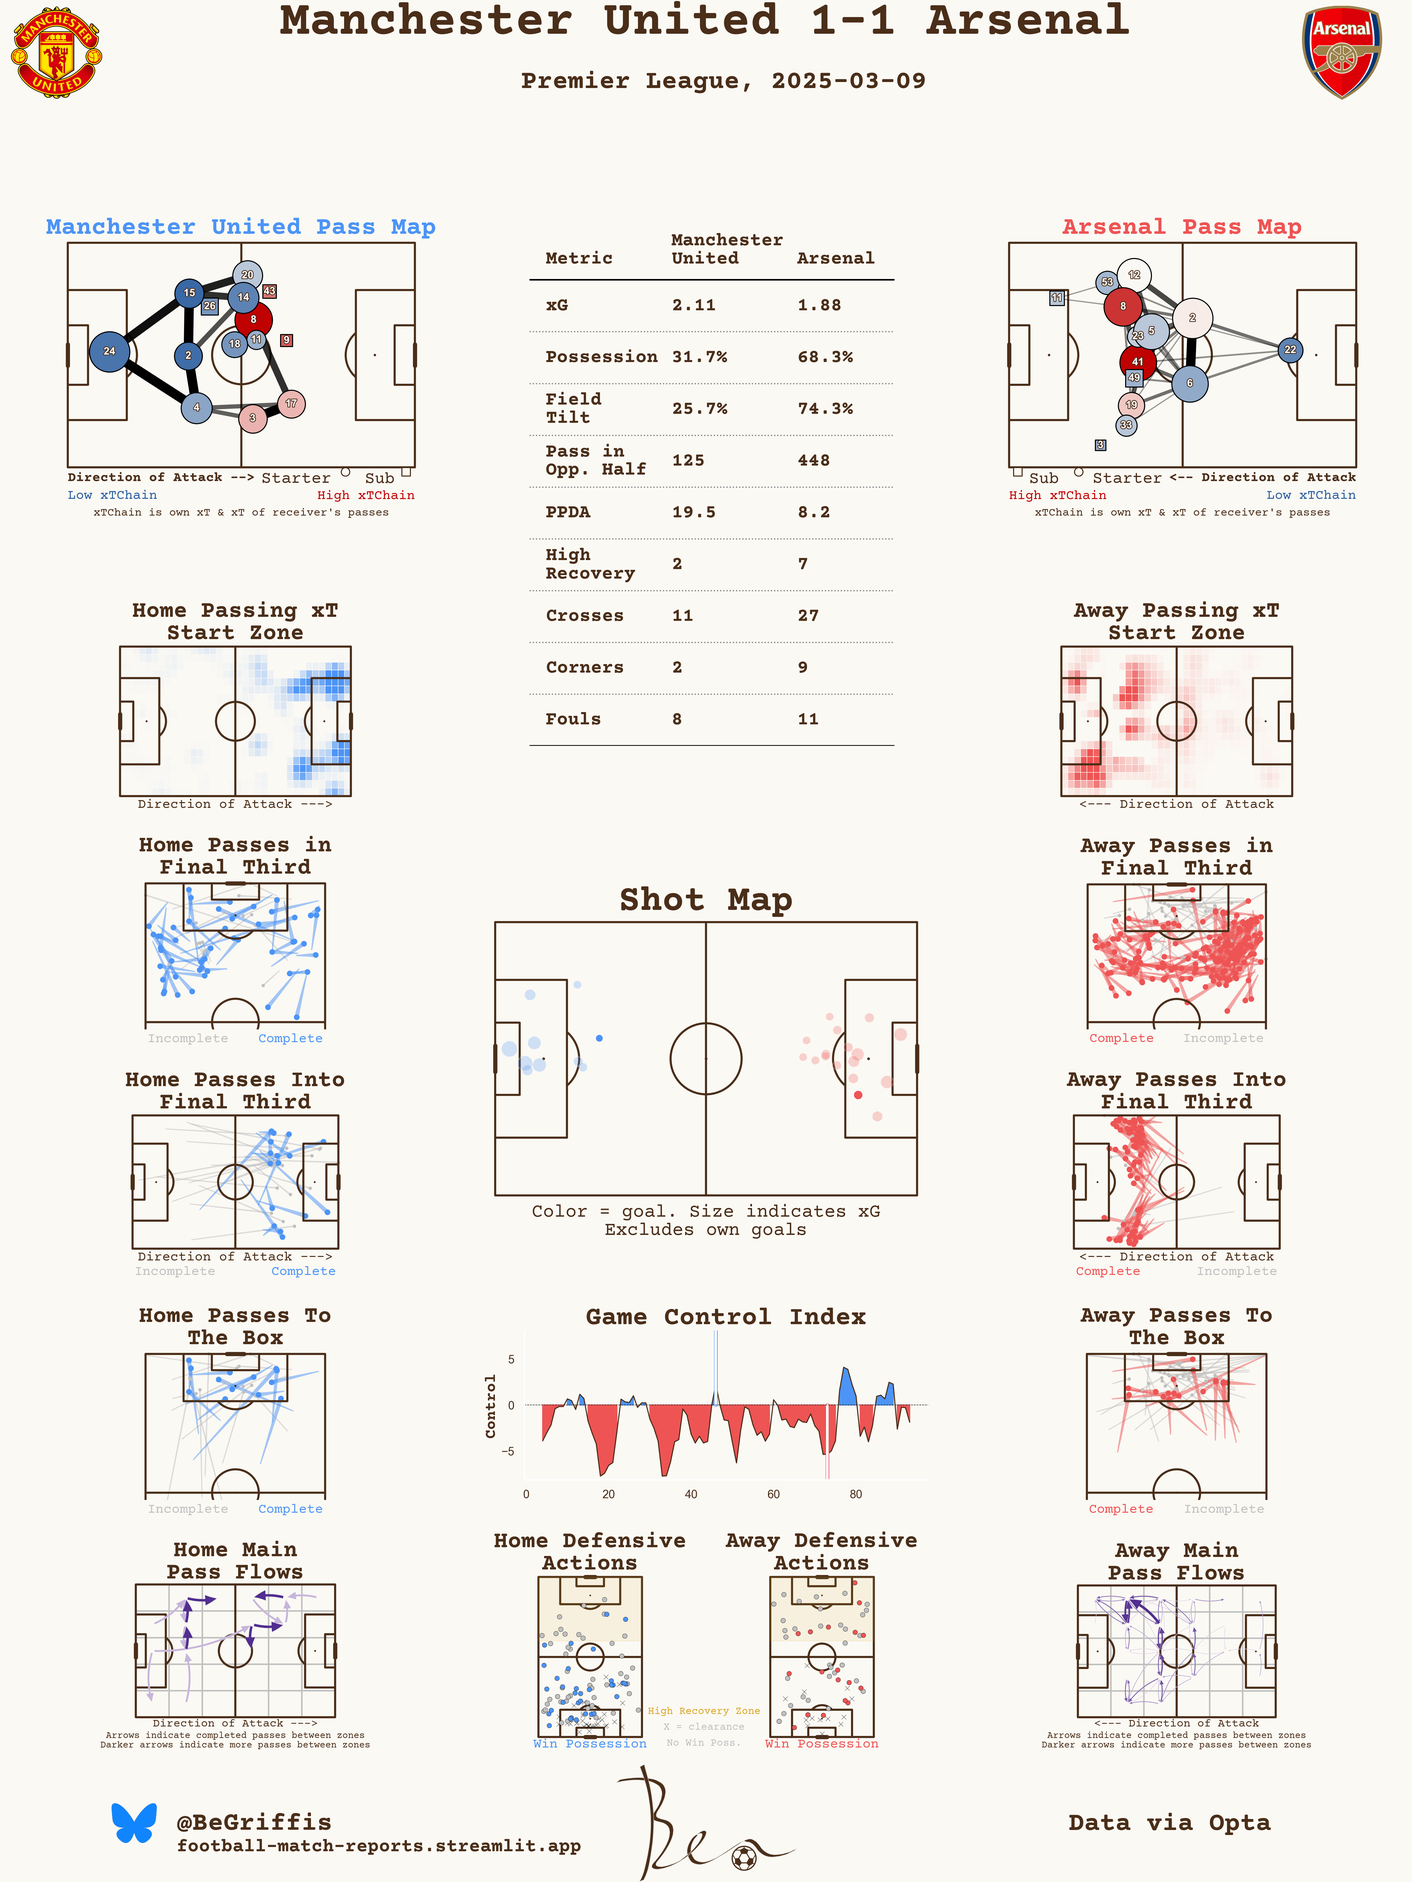 Manchester United 1-1 Arsenal
Premier League, 2025-03-09
MANCHESTER
UNITED
Arsenal
Manchester United Pass Map
24
15
26
20
14
43
8
18
11
9
2
4
3
17
Direction of Attack --> Starter Sub
Low xTChain High xTChain
xTChain is own xT & xT of receiver's passes
Metric Manchester United Arsenal
xG 2.11 1.88
Possession 31.7% 68.3%
Field Tilt 25.7% 74.3%
Pass in Opp. Half 125 448
PPDA 19.5 8.2
High Recovery 2 7
Crosses 11 27
Corners 2 9
Fouls 8 11
Arsenal Pass Map
11
53
12
8
23
5
2
41
49
6
22
19
33
3
Sub Starter <-- Direction of Attack
High xTChain Low xTChain
xTChain is own xT & xT of receiver's passes
Home Passing xT
Start Zone
Direction of Attack --->
Away Passing xT
Start Zone
<--- Direction of Attack
Home Passes in
Final Third
Incomplete Complete
Away Passes in
Final Third
Complete Incomplete
Shot Map
Color = goal. Size indicates xG
Excludes own goals
Home Passes Into
Final Third
Direction of Attack --->
Incomplete Complete
Away Passes Into
Final Third
<--- Direction of Attack
Complete Incomplete
Home Passes To
The Box
Incomplete Complete
Game Control Index
Control
5
0
−5
0 20 40 60 80
Away Passes To
The Box
Complete Incomplete
Home Main
Pass Flows
Direction of Attack --->
Arrows indicate completed passes between zones
Darker arrows indicate more passes between zones
Home Defensive
Actions
Win Possession
High Recovery Zone
X = clearance
No Win Poss.
Away Defensive
Actions
Win Possession
Away Main
Pass Flows
<--- Direction of Attack
Arrows indicate completed passes between zones
Darker arrows indicate more passes between zones
@BeGriffis
football-match-reports.streamlit.app
Ben
Data via Opta